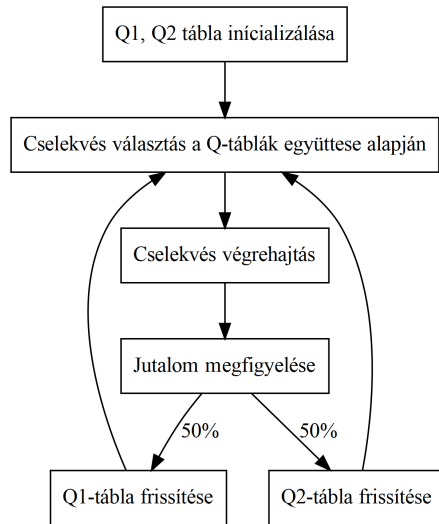 Q1, Q2 tábla inícializálása
Cselekvés választás a Q-táblák együttese alapján
Cselekvés végrehajtás
Jutalom megfigyelése
50%
50%
Q1-tábla frissítése
Q2-tábla frissítése